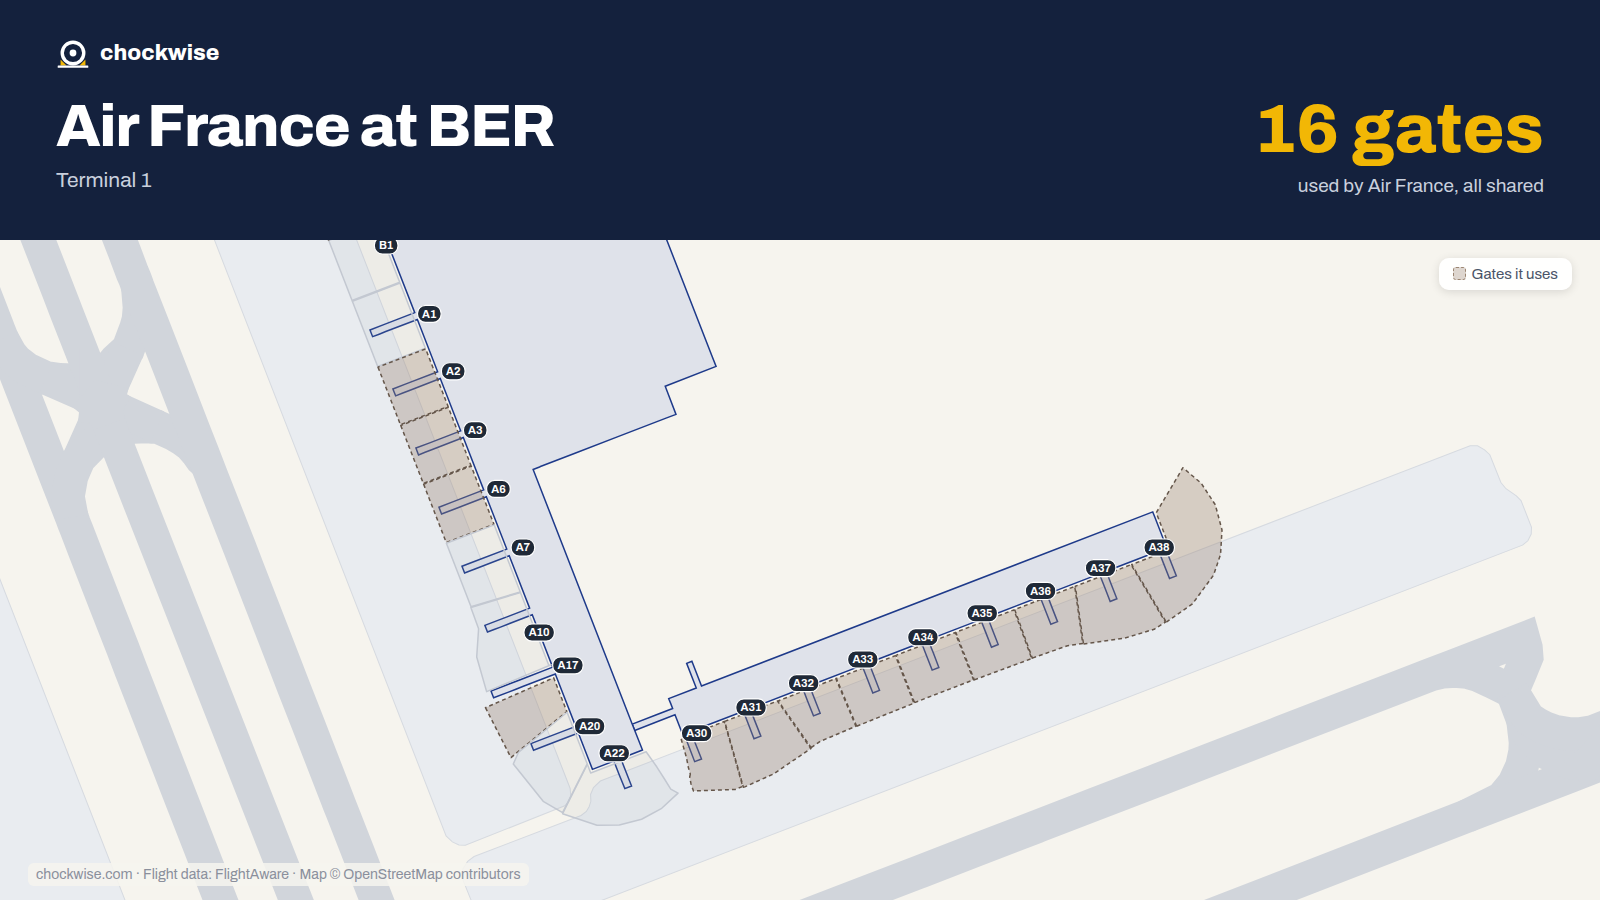 chockwise
Air France at BER
Terminal 1
16 gates
used by Air France, all shared
Gates it uses
B1
A1
A2
A3
A6
A7
A10
A17
A20
A22
A30
A31
A32
A33
A34
A35
A36
A37
A38
chockwise.com · Flight data: FlightAware · Map © OpenStreetMap contributors